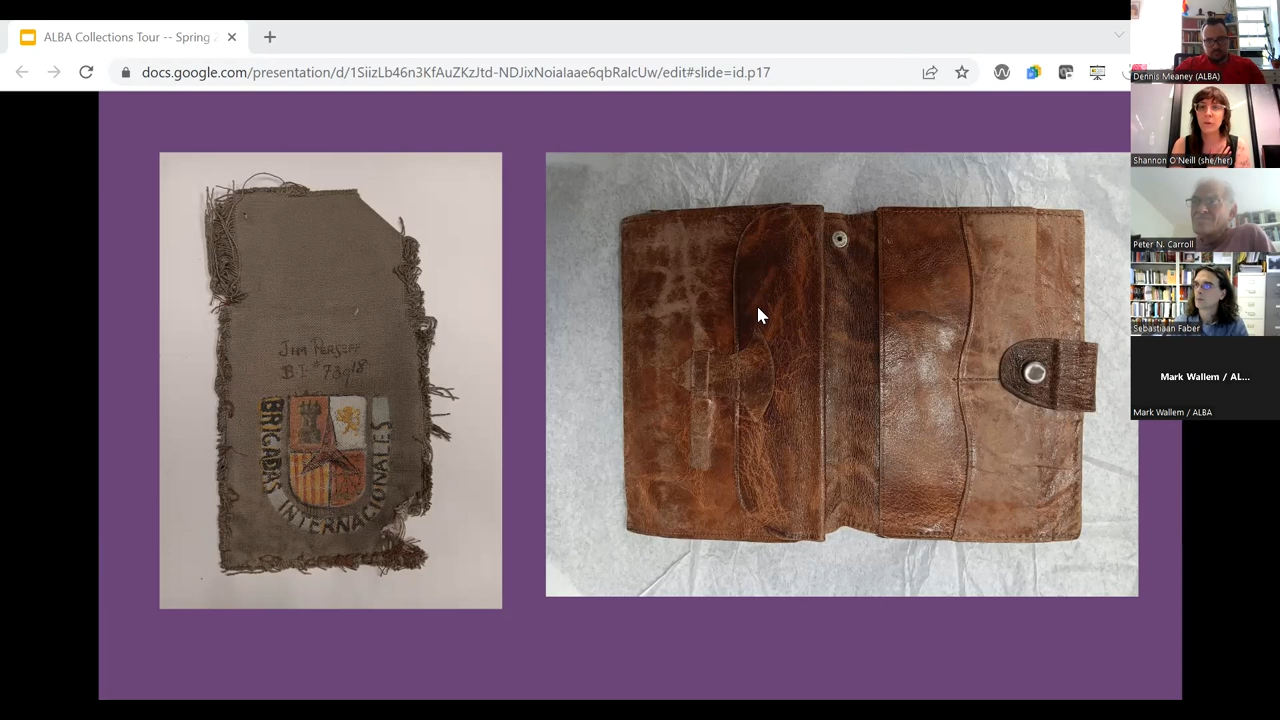 ALBA Collections Tour -- Spring 2
docs.google.com/presentation/d/1SiizLb46n3KfAuZKzJtd-NDJixNoiaIaae6qbRalcUw/edit#slide=id.p17
Dennis Meaney (ALBA)
Shannon O'Neill (she/her)
Peter N. Carroll
Sebastiaan Faber
Mark Wallem / AL...
Mark Wallem / ALBA
JIM PERSOFF
BRIGADAS
INTERNACIONALES